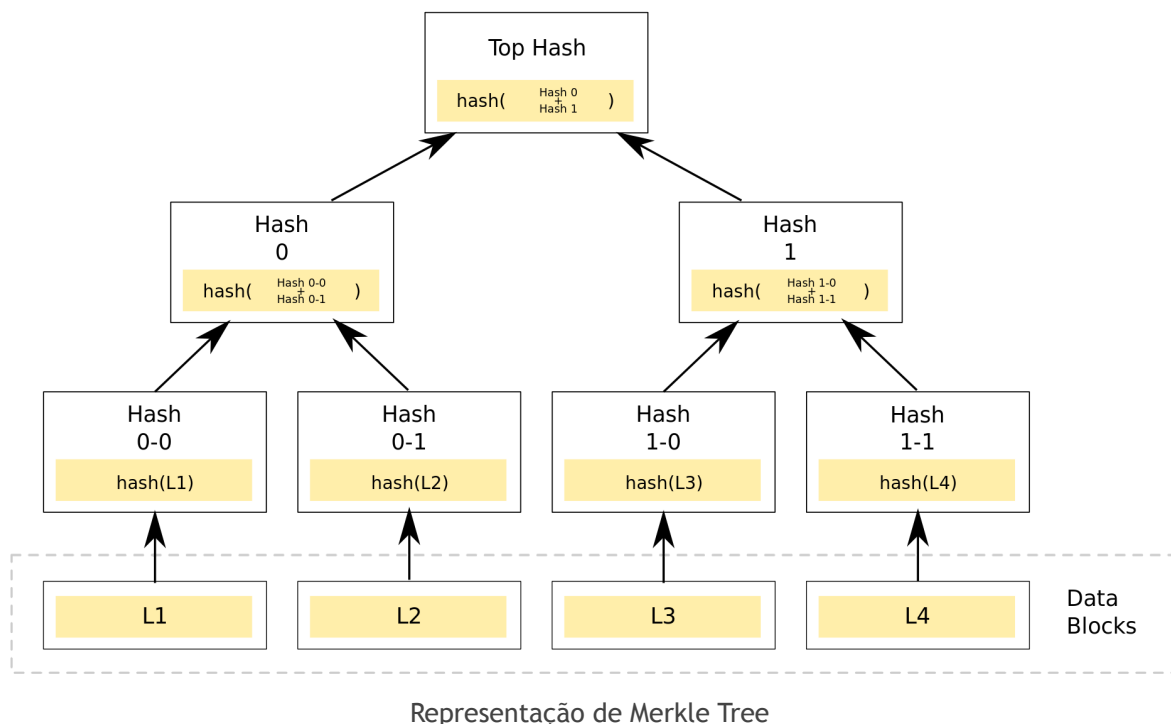 Top Hash
hash( Hash 0 + Hash 1 )
Hash
0
hash( Hash 0-0 + Hash 0-1 )
Hash
1
hash( Hash 1-0 + Hash 1-1 )
Hash
0-0
hash(L1)
Hash
0-1
hash(L2)
Hash
1-0
hash(L3)
Hash
1-1
hash(L4)
L1
L2
L3
L4
Data
Blocks
Representação de Merkle Tree